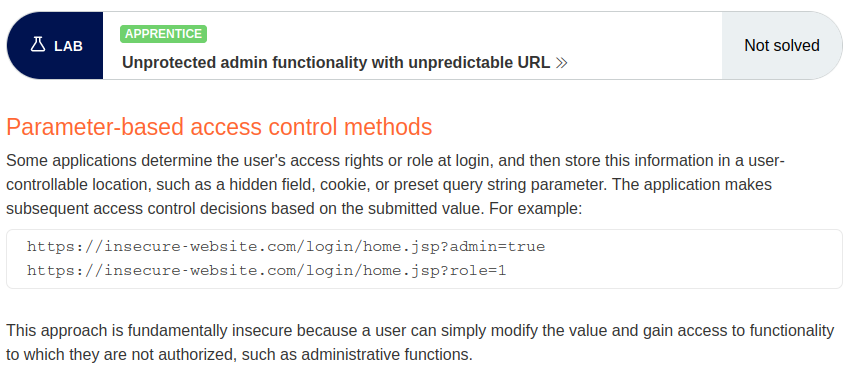 LAB
APPRENTICE
Unprotected admin functionality with unpredictable URL
Not solved
Parameter-based access control methods
Some applications determine the user's access rights or role at login, and then store this information in a user-
controllable location, such as a hidden field, cookie, or preset query string parameter. The application makes
subsequent access control decisions based on the submitted value. For example:
https://insecure-website.com/login/home.jsp?admin=true
https://insecure-website.com/login/home.jsp?role=1
This approach is fundamentally insecure because a user can simply modify the value and gain access to functionality
to which they are not authorized, such as administrative functions.